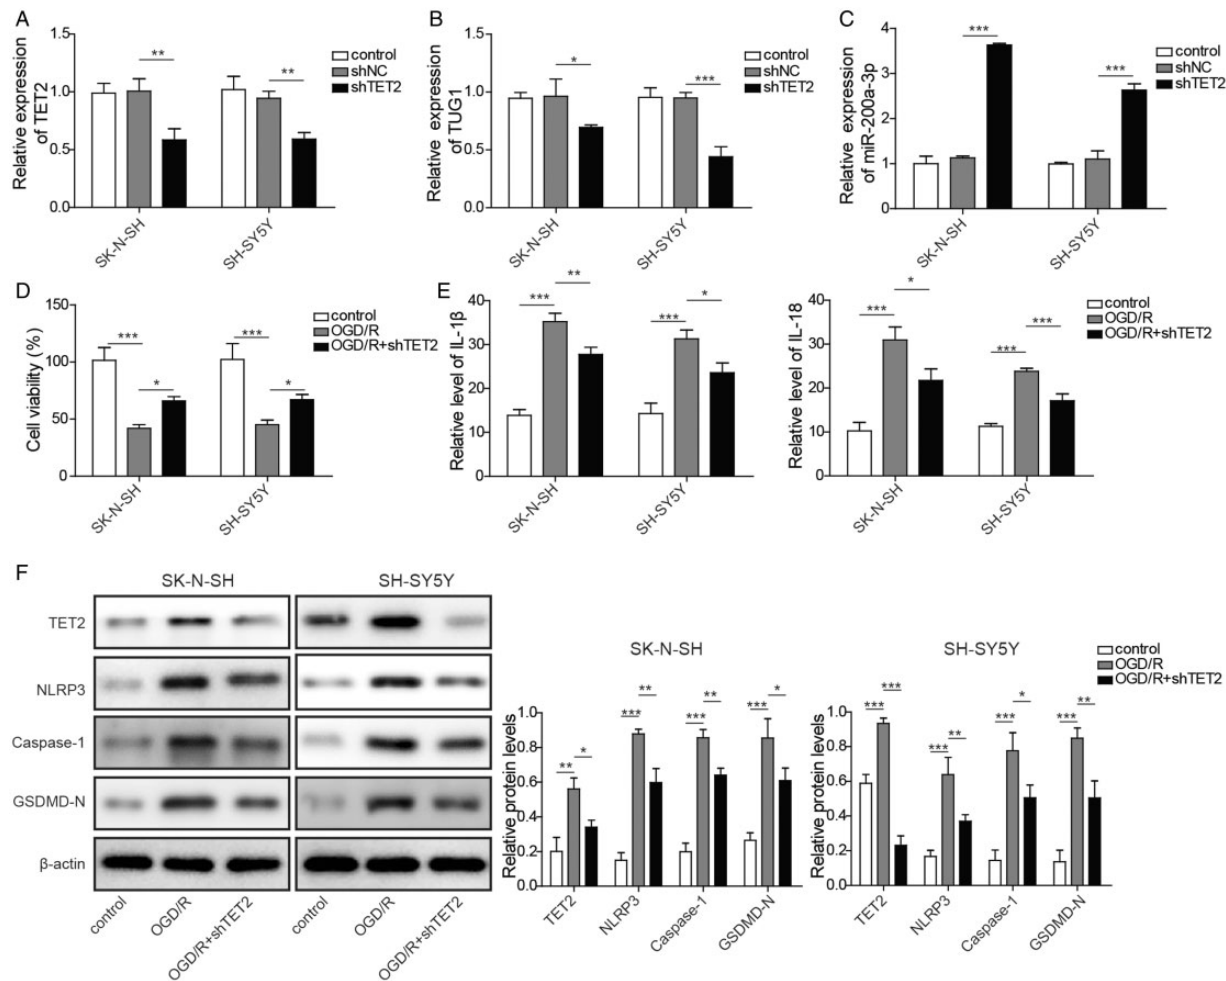 A
Relative expression
of TET2
1.5
1.0
0.5
0.0
**
**
SK-N-SH
SH-SY5Y
control
shNC
shTET2
B
Relative expression
of TUG1
1.5
1.0
0.5
0.0
*
***
SK-N-SH
SH-SY5Y
control
shNC
shTET2
C
Relative expression
of miR-200a-3p
4
3
2
1
0
***
***
SK-N-SH
SH-SY5Y
control
shNC
shTET2
D
Cell viability (%)
150
100
50
0
***
*
***
*
SK-N-SH
SH-SY5Y
control
OGD/R
OGD/R+shTET2
E
Relative level of IL-1β
40
30
20
10
0
***
**
***
*
SK-N-SH
SH-SY5Y
Relative level of IL-18
40
30
20
10
0
***
*
***
***
SK-N-SH
SH-SY5Y
control
OGD/R
OGD/R+shTET2
F
SK-N-SH
SH-SY5Y
TET2
NLRP3
Caspase-1
GSDMD-N
β-actin
control
OGD/R
OGD/R+shTET2
control
OGD/R
OGD/R+shTET2
SK-N-SH
Relative protein levels
1.0
0.8
0.6
0.4
0.2
0.0
**
*
***
**
***
**
***
*
TET2
NLRP3
Caspase-1
GSDMD-N
SH-SY5Y
Relative protein levels
1.0
0.8
0.6
0.4
0.2
0.0
***
***
***
**
***
*
***
**
TET2
NLRP3
Caspase-1
GSDMD-N
control
OGD/R
OGD/R+shTET2